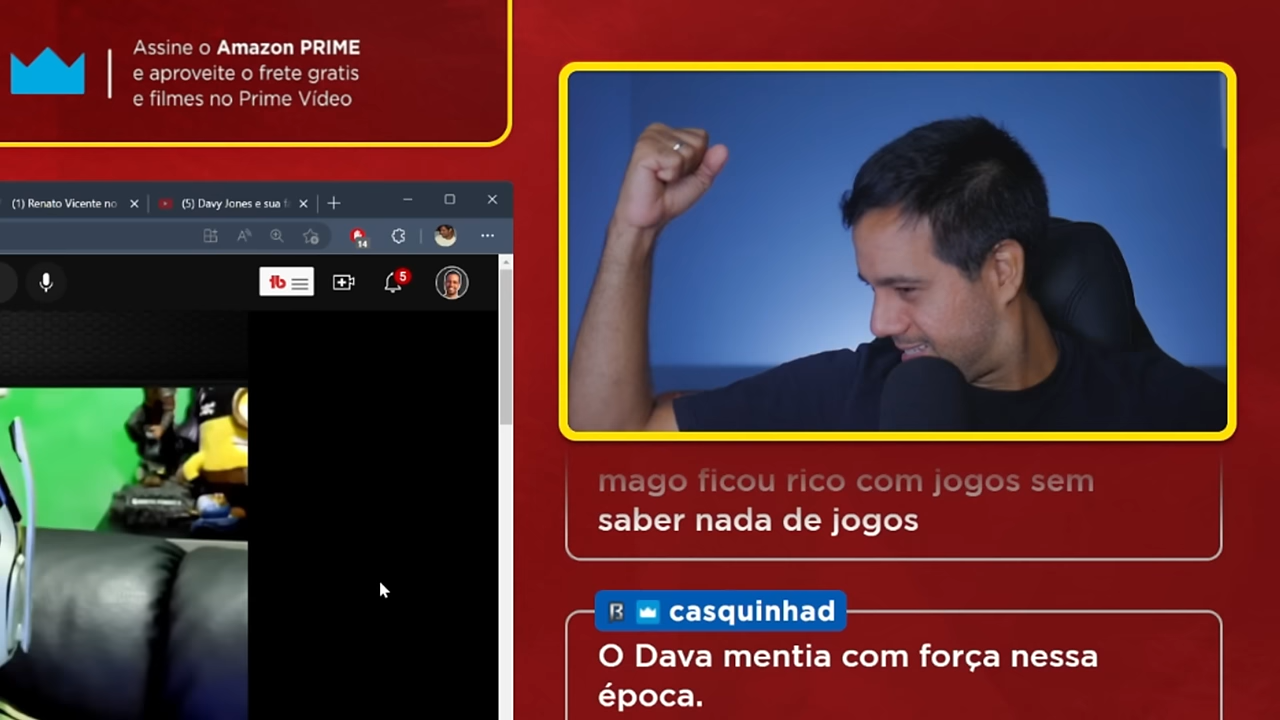 Assine o Amazon PRIME
e aproveite o frete gratis
e filmes no Prime Vídeo
(1) Renato Vicente no
(5) Davy Jones e sua f
14
5
mago ficou rico com jogos sem
saber nada de jogos
casquinhad
O Dava mentia com força nessa
época.